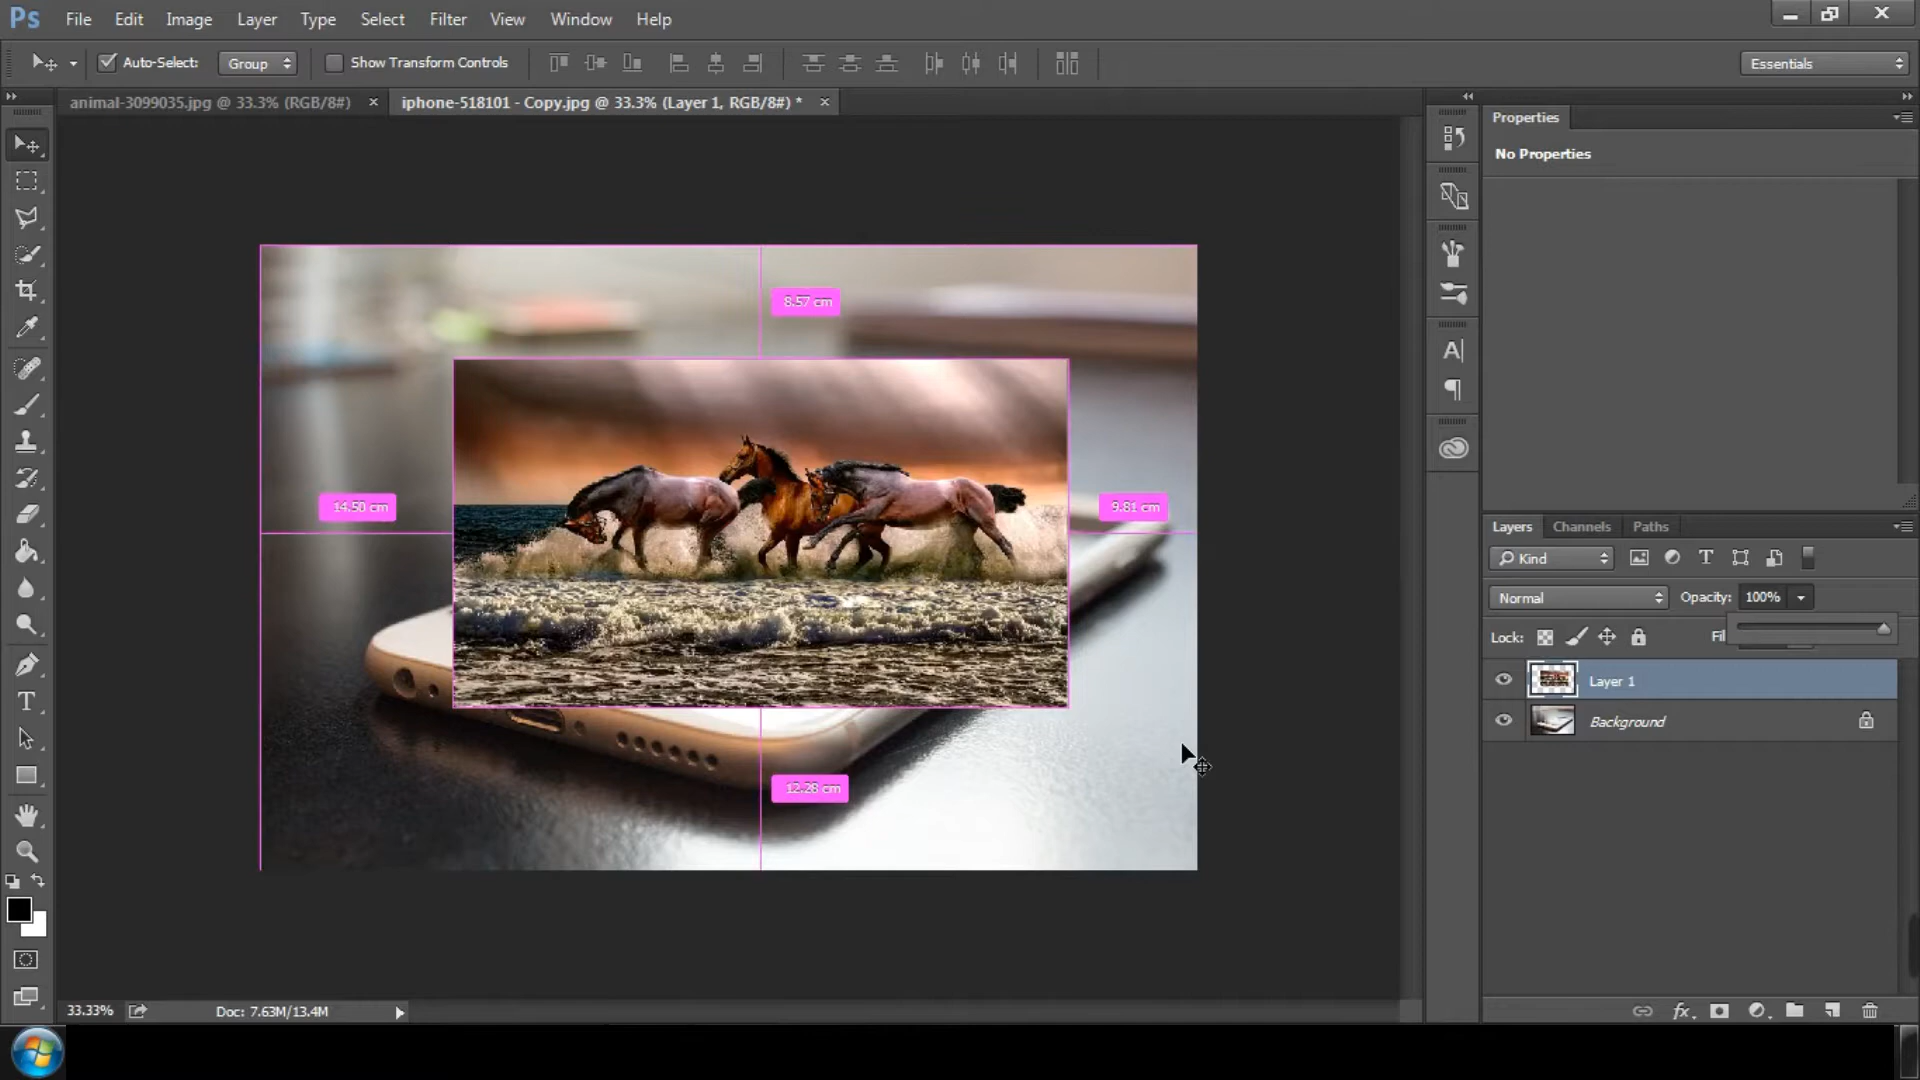 Ps File Edit Image Layer Type Select Filter View Window Help
Auto-Select: Group Show Transform Controls Essentials
animal-3099035.jpg @ 33.3% (RGB/8#) × iphone-518101 - Copy.jpg @ 33.3% (Layer 1, RGB/8#) * ×
Properties
No Properties
8.57 cm
14.50 cm
9.81 cm
12.28 cm
Layers Channels Paths
Kind
Normal Opacity: 100%
Lock: Fil
Layer 1
Background
33.33% Doc: 7.63M/13.4M